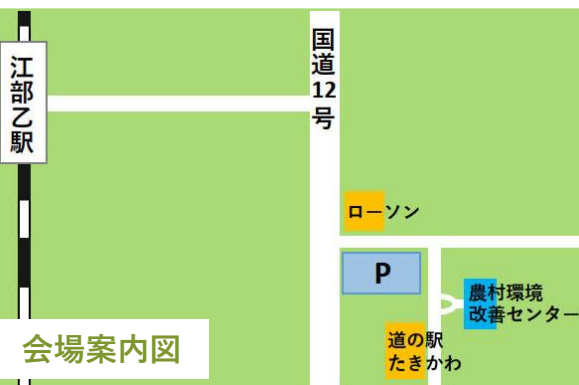 江部乙駅
国道12号
ローソン
P
農村環境
改善センター
道の駅
たきかわ
会場案内図